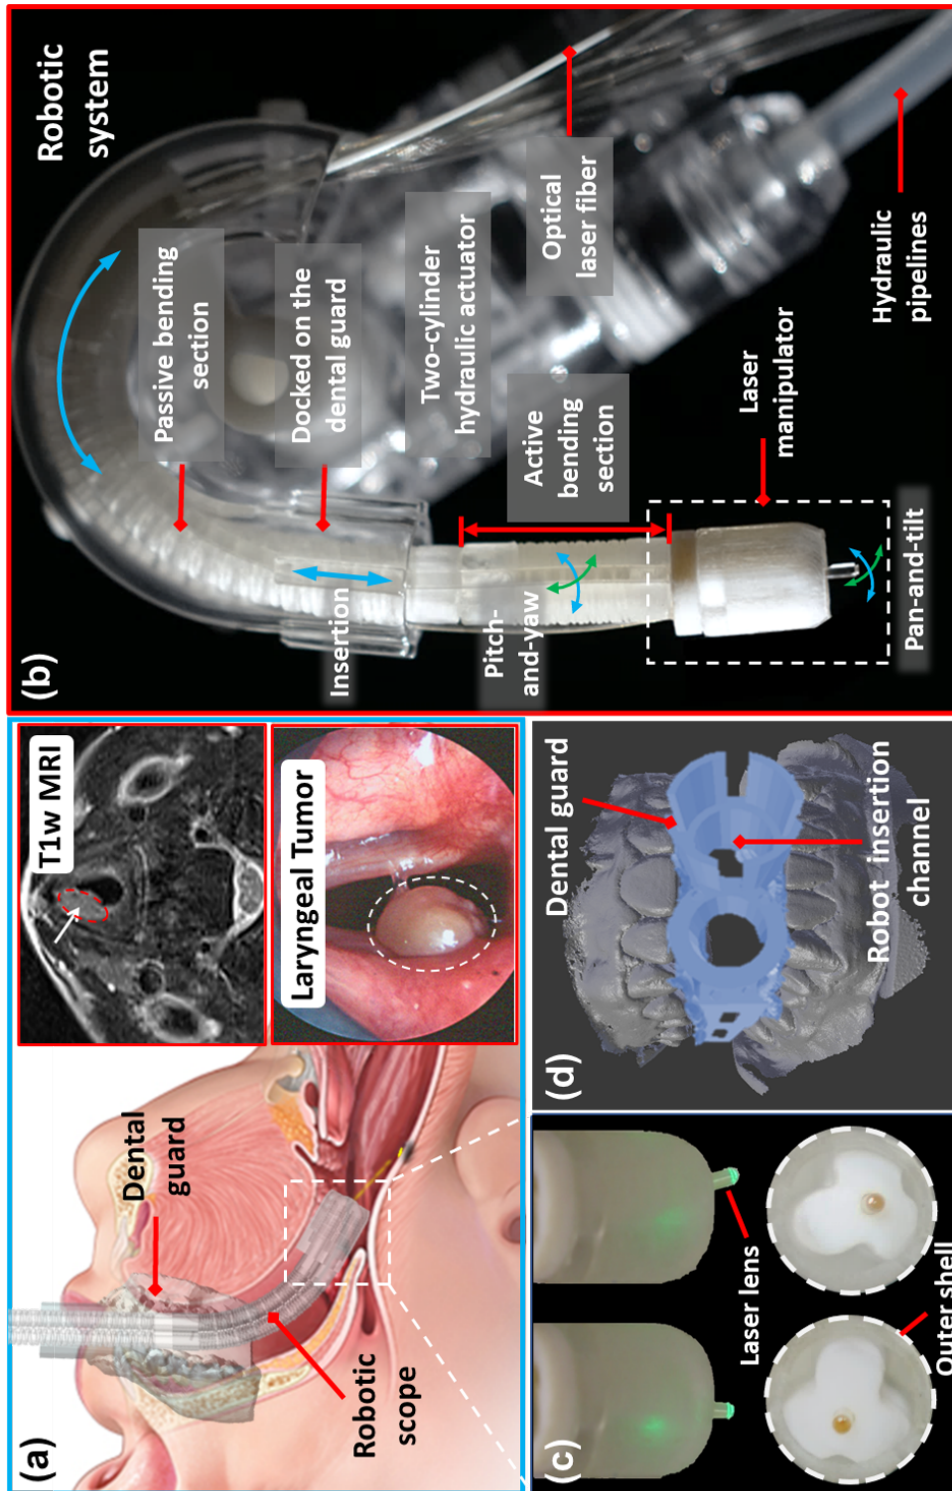 (a)
Dental
guard
Robotic
scope
T1w MRI
Laryngeal Tumor
(b)
Robotic
system
Passive bending
section
Docked on the
dental guard
Two-cylinder
hydraulic actuator
Optical
laser fiber
Insertion
Pitch-
and-yaw
Active
bending
section
Laser
manipulator
Hydraulic
pipelines
Pan-and-tilt
(c)
Laser lens
Outer shell
(d)
Dental guard
Robot insertion
channel